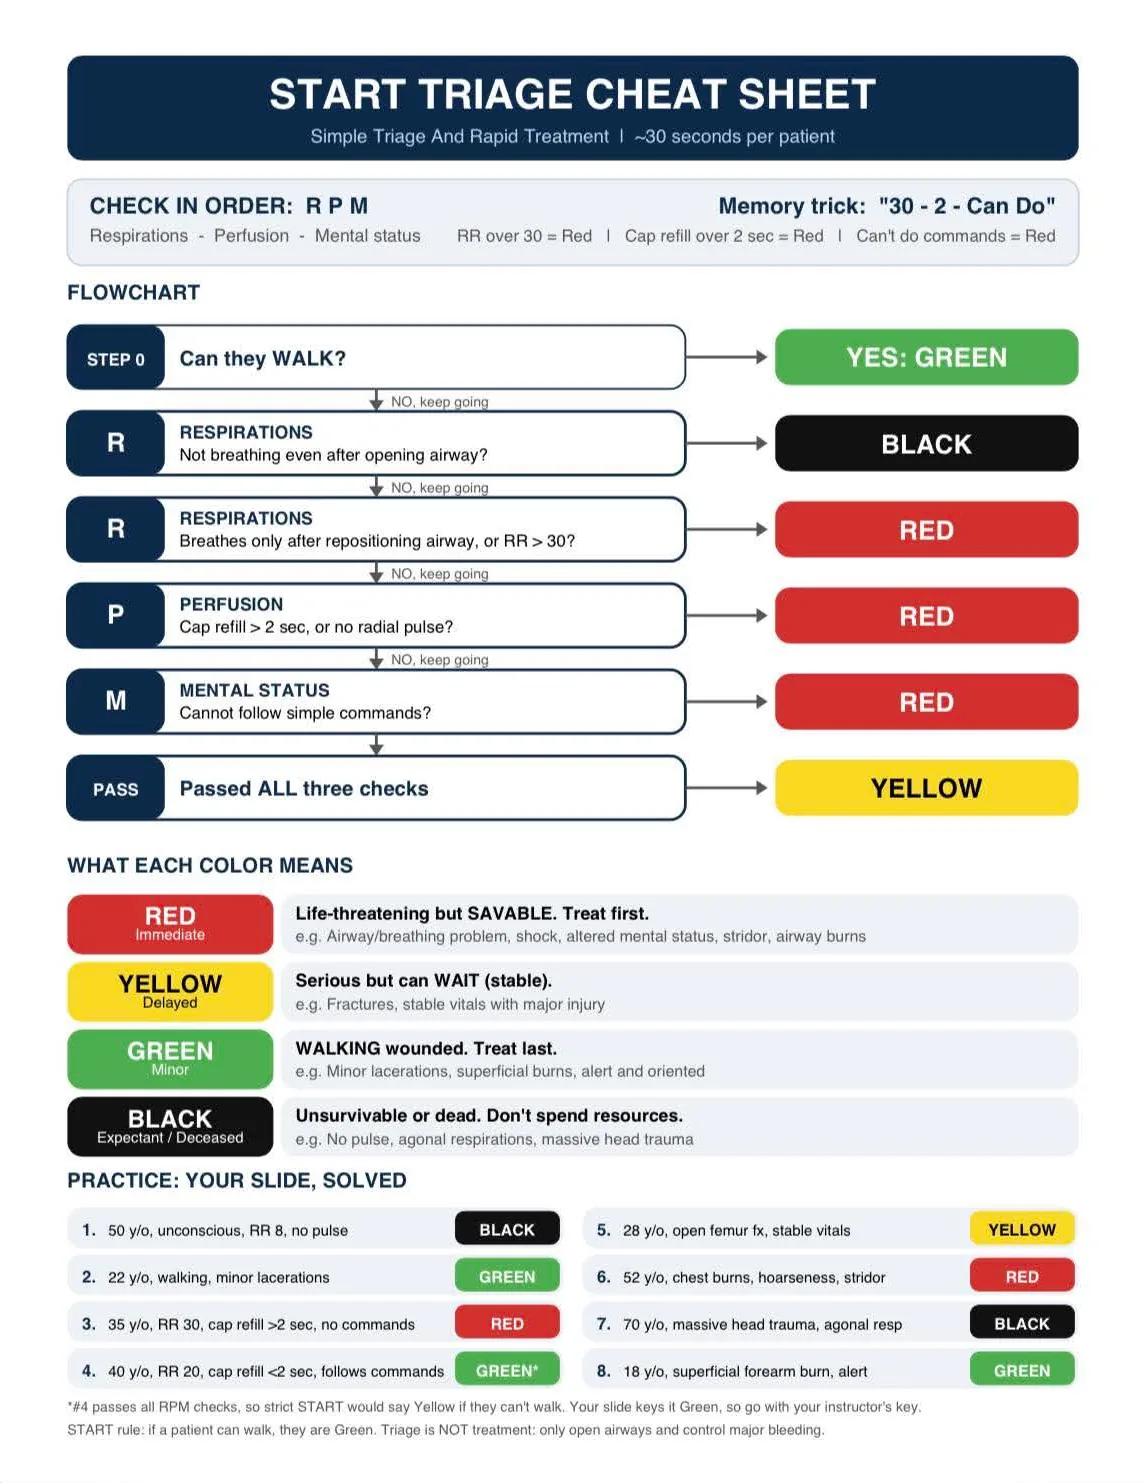 START TRIAGE CHEAT SHEET
Simple Triage And Rapid Treatment | ~30 seconds per patient
CHECK IN ORDER: R P M
Memory trick: "30 - 2 - Can Do"
Respirations - Perfusion - Mental status
RR over 30 = Red | Cap refill over 2 sec = Red | Can't do commands = Red
FLOWCHART
STEP 0
Can they WALK?
YES: GREEN
NO, keep going
R
RESPIRATIONS
Not breathing even after opening airway?
BLACK
NO, keep going
R
RESPIRATIONS
Breathes only after repositioning airway, or RR > 30?
RED
NO, keep going
P
PERFUSION
Cap refill > 2 sec, or no radial pulse?
RED
NO, keep going
M
MENTAL STATUS
Cannot follow simple commands?
RED
PASS
Passed ALL three checks
YELLOW
WHAT EACH COLOR MEANS
RED
Immediate
Life-threatening but SAVABLE. Treat first.
e.g. Airway/breathing problem, shock, altered mental status, stridor, airway burns
YELLOW
Delayed
Serious but can WAIT (stable).
e.g. Fractures, stable vitals with major injury
GREEN
Minor
WALKING wounded. Treat last.
e.g. Minor lacerations, superficial burns, alert and oriented
BLACK
Expectant / Deceased
Unsurvivable or dead. Don't spend resources.
e.g. No pulse, agonal respirations, massive head trauma
PRACTICE: YOUR SLIDE, SOLVED
1. 50 y/o, unconscious, RR 8, no pulse
BLACK
2. 22 y/o, walking, minor lacerations
GREEN
3. 35 y/o, RR 30, cap refill >2 sec, no commands
RED
4. 40 y/o, RR 20, cap refill <2 sec, follows commands
GREEN*
5. 28 y/o, open femur fx, stable vitals
YELLOW
6. 52 y/o, chest burns, hoarseness, stridor
RED
7. 70 y/o, massive head trauma, agonal resp
BLACK
8. 18 y/o, superficial forearm burn, alert
GREEN
*#4 passes all RPM checks, so strict START would say Yellow if they can't walk. Your slide keys it Green, so go with your instructor's key.
START rule: if a patient can walk, they are Green. Triage is NOT treatment: only open airways and control major bleeding.